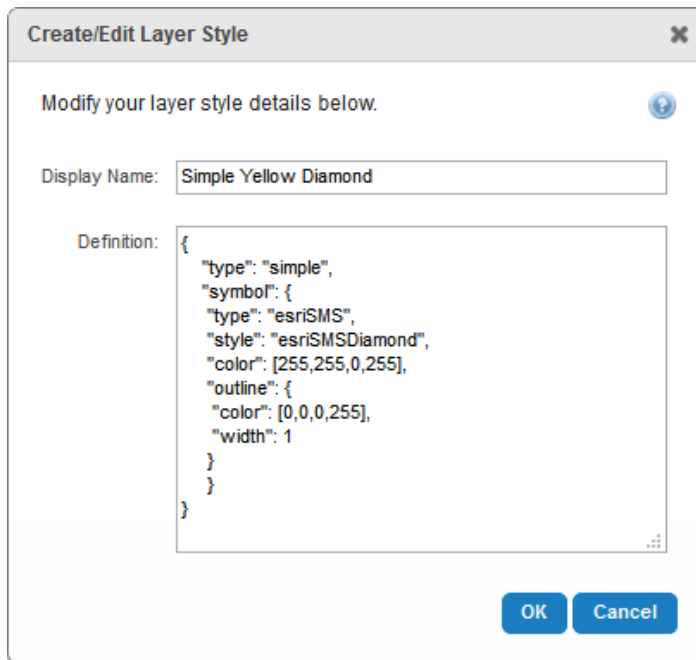 Create/Edit Layer Style
Modify your layer style details below.
Display Name: Simple Yellow Diamond
Definition: {
"type": "simple",
"symbol": {
"type": "esriSMS",
"style": "esriSMSDiamond",
"color": [255,255,0,255],
"outline": {
"color": [0,0,0,255],
"width": 1
}
}
}
OK Cancel